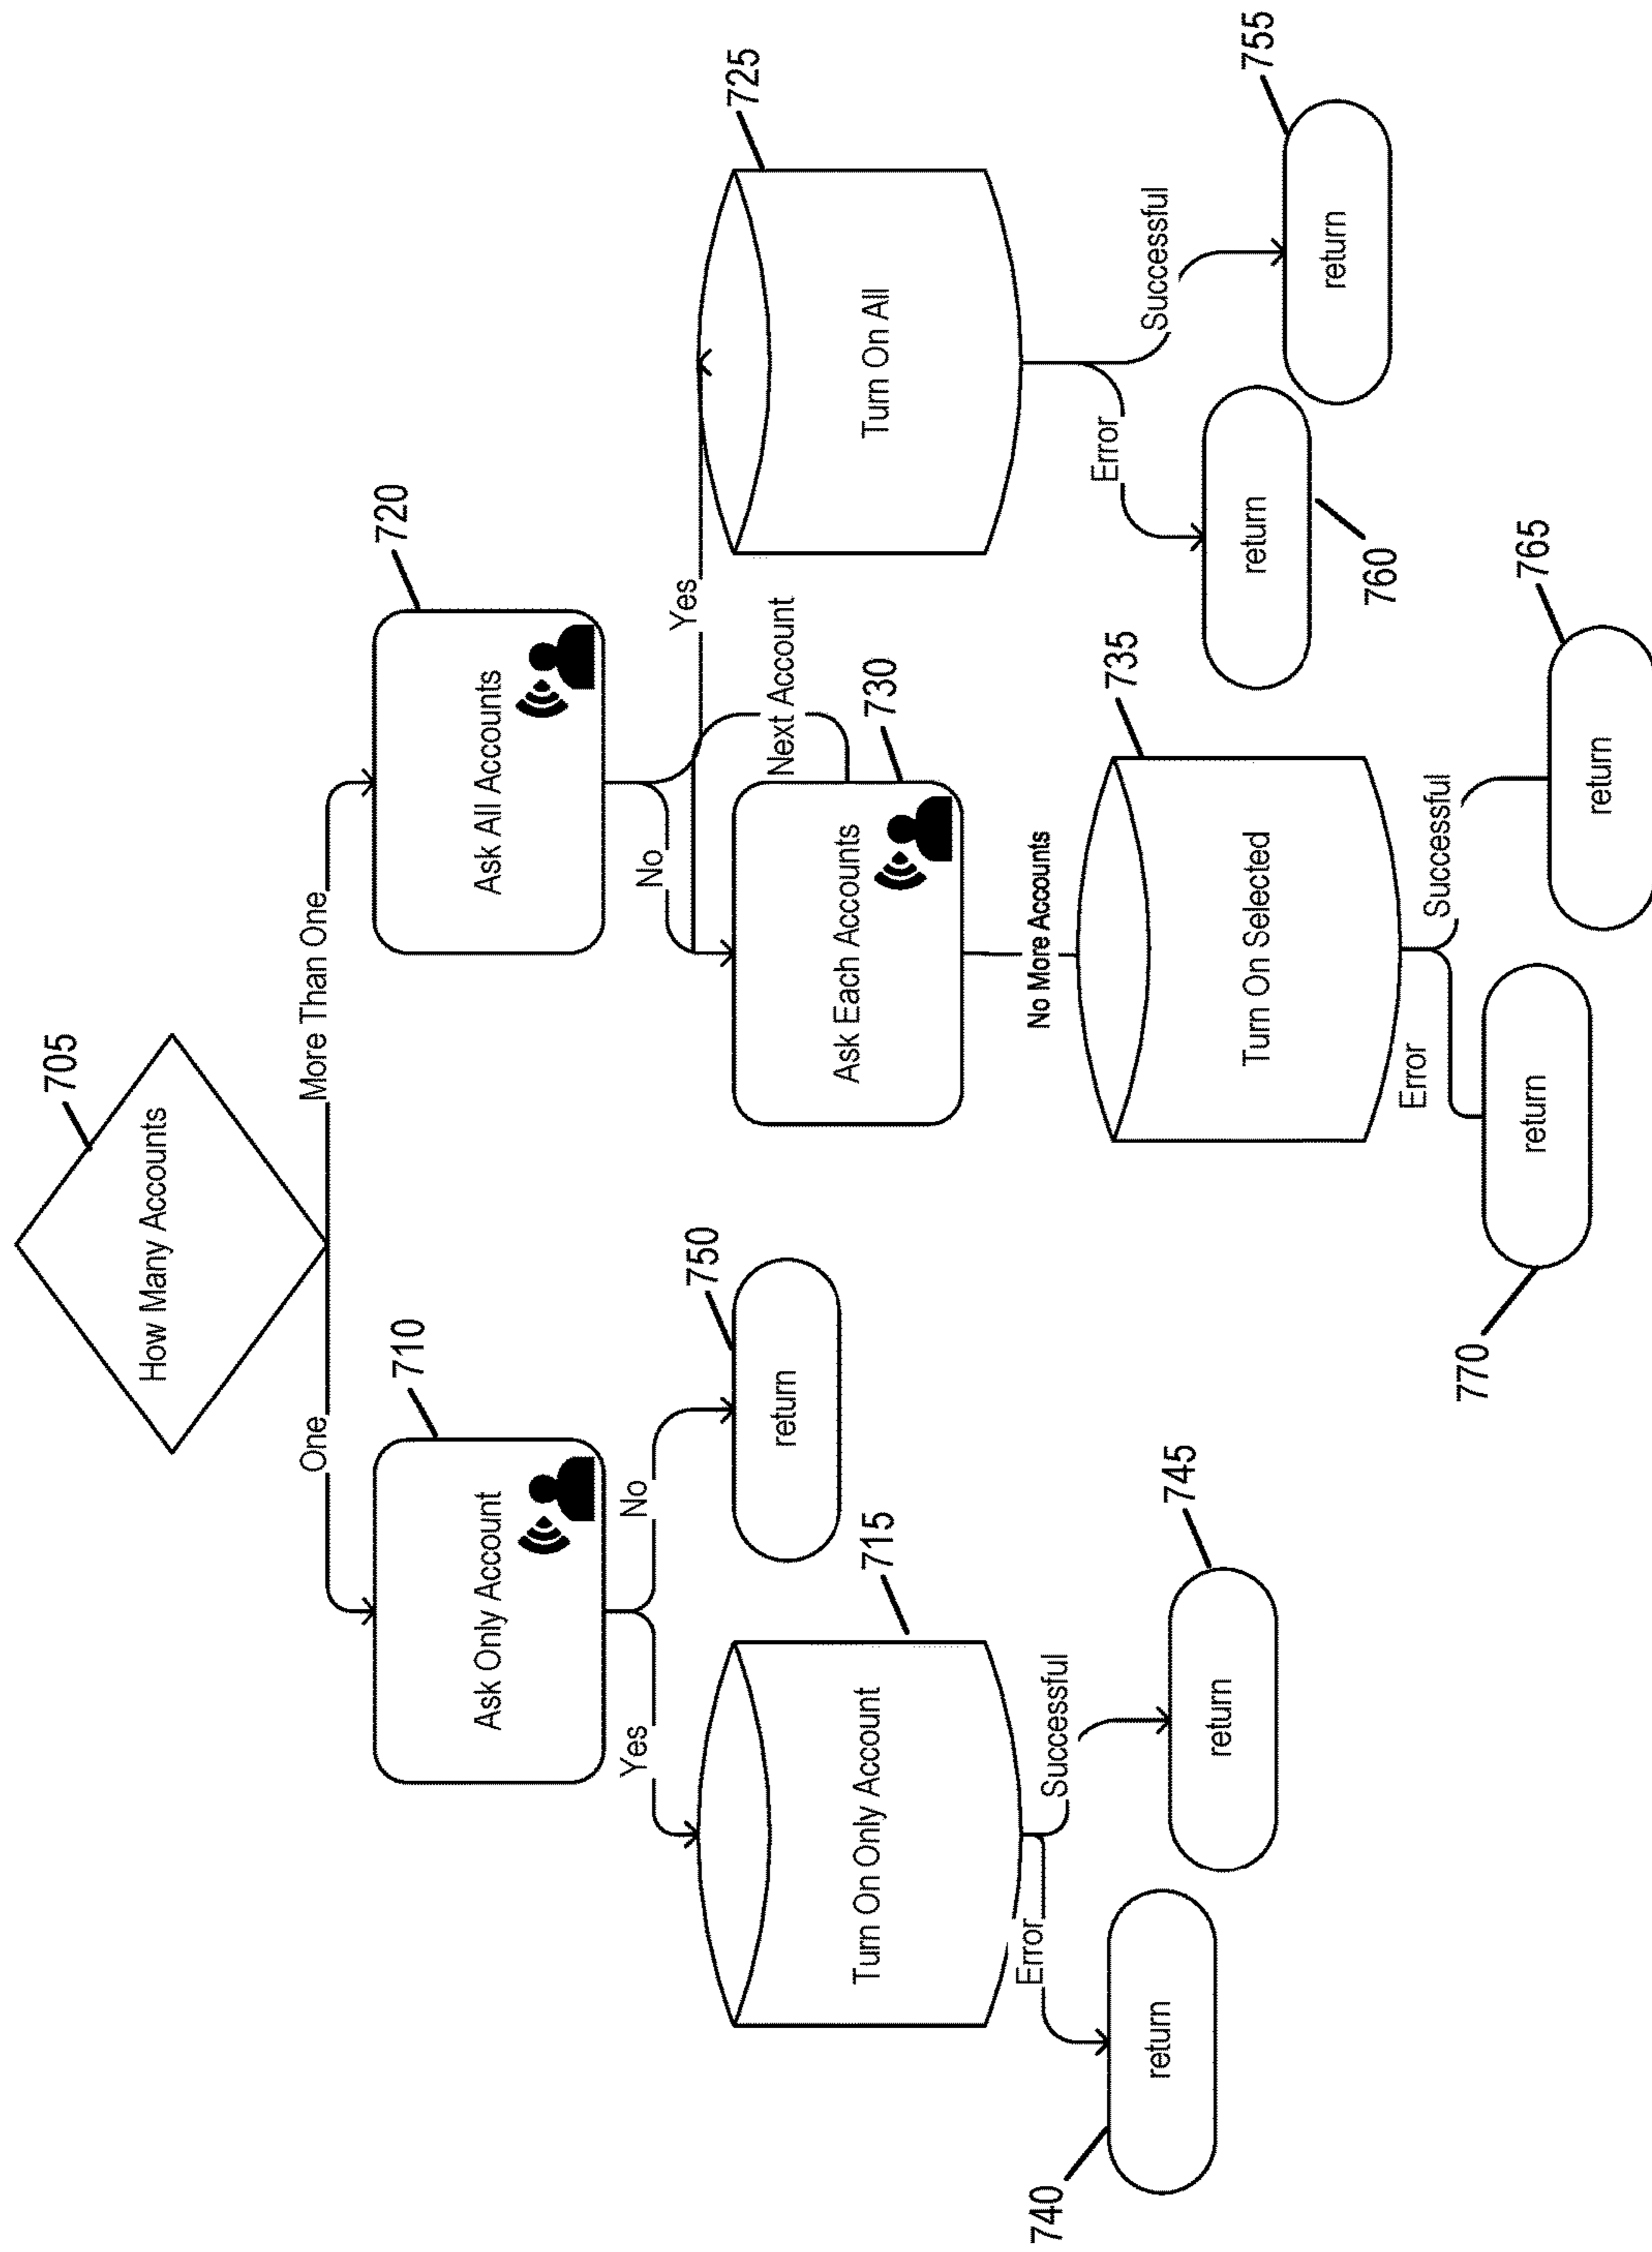 705
How Many Accounts
One
More Than One
710
720
Ask Only Account
Ask All Accounts
Yes
No
No
Yes
750
725
return
Next Account
730
715
Turn On Only Account
Ask Each Accounts
Turn On All
No More Accounts
Error
Successful
Error
Successful
740
745
735
760
755
return
return
return
return
Turn On Selected
Error
Successful
770
765
return
return